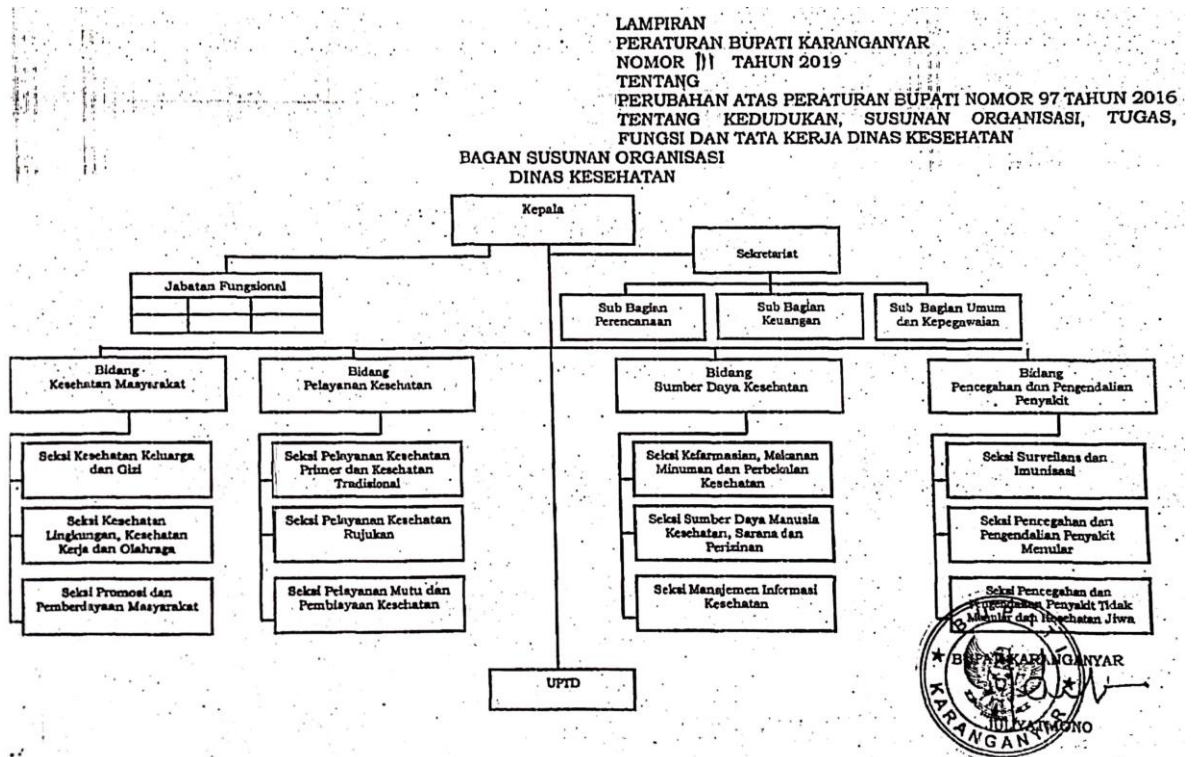 LAMPIRAN
PERATURAN BUPATI KARANGANYAR
NOMOR 111 TAHUN 2019
TENTANG
PERUBAHAN ATAS PERATURAN BUPATI NOMOR 97 TAHUN 2016
TENTANG KEDUDUKAN, SUSUNAN ORGANISASI, TUGAS,
FUNGSI DAN TATA KERJA DINAS KESEHATAN
BAGAN SUSUNAN ORGANISASI
DINAS KESEHATAN
Kepala
Sekretariat
Jabatan Fungsional
Sub Bagian
Perencanaan
Sub Bagian
Keuangan
Sub Bagian Umum
dan Kepegawaian
Bidang
Kesehatan Masyarakat
Bidang
Pelayanan Kesehatan
Bidang
Sumber Daya Kesehatan
Bidang
Pencegahan dan Pengendalian
Penyakit
Seksi Kesehatan Keluarga
dan Gizi
Seksi Kesehatan
Lingkungan, Kesehatan
Kerja dan Olahraga
Seksi Promosi dan
Pemberdayaan Masyarakat
Seksi Pelayanan Kesehatan
Primer dan Kesehatan
Tradisional
Seksi Pelayanan Kesehatan
Rujukan
Seksi Pelayanan Mutu dan
Pembiayaan Kesehatan
Seksi Kefarmasian, Makanan
Minuman dan Perbekalan
Kesehatan
Seksi Sumber Daya Manusia
Kesehatan, Sarana dan
Perizinan
Seksi Manajemen Informasi
Kesehatan
Seksi Surveilans dan
Imunisasi
Seksi Pencegahan dan
Pengendalian Penyakit
Menular
Seksi Pencegahan dan
Pengendalian Penyakit Tidak
Menular dan Kesehatan Jiwa
UPTD
BUPATI KARANGANYAR
JULIYATMONO
BUPATI
KARANGANYAR